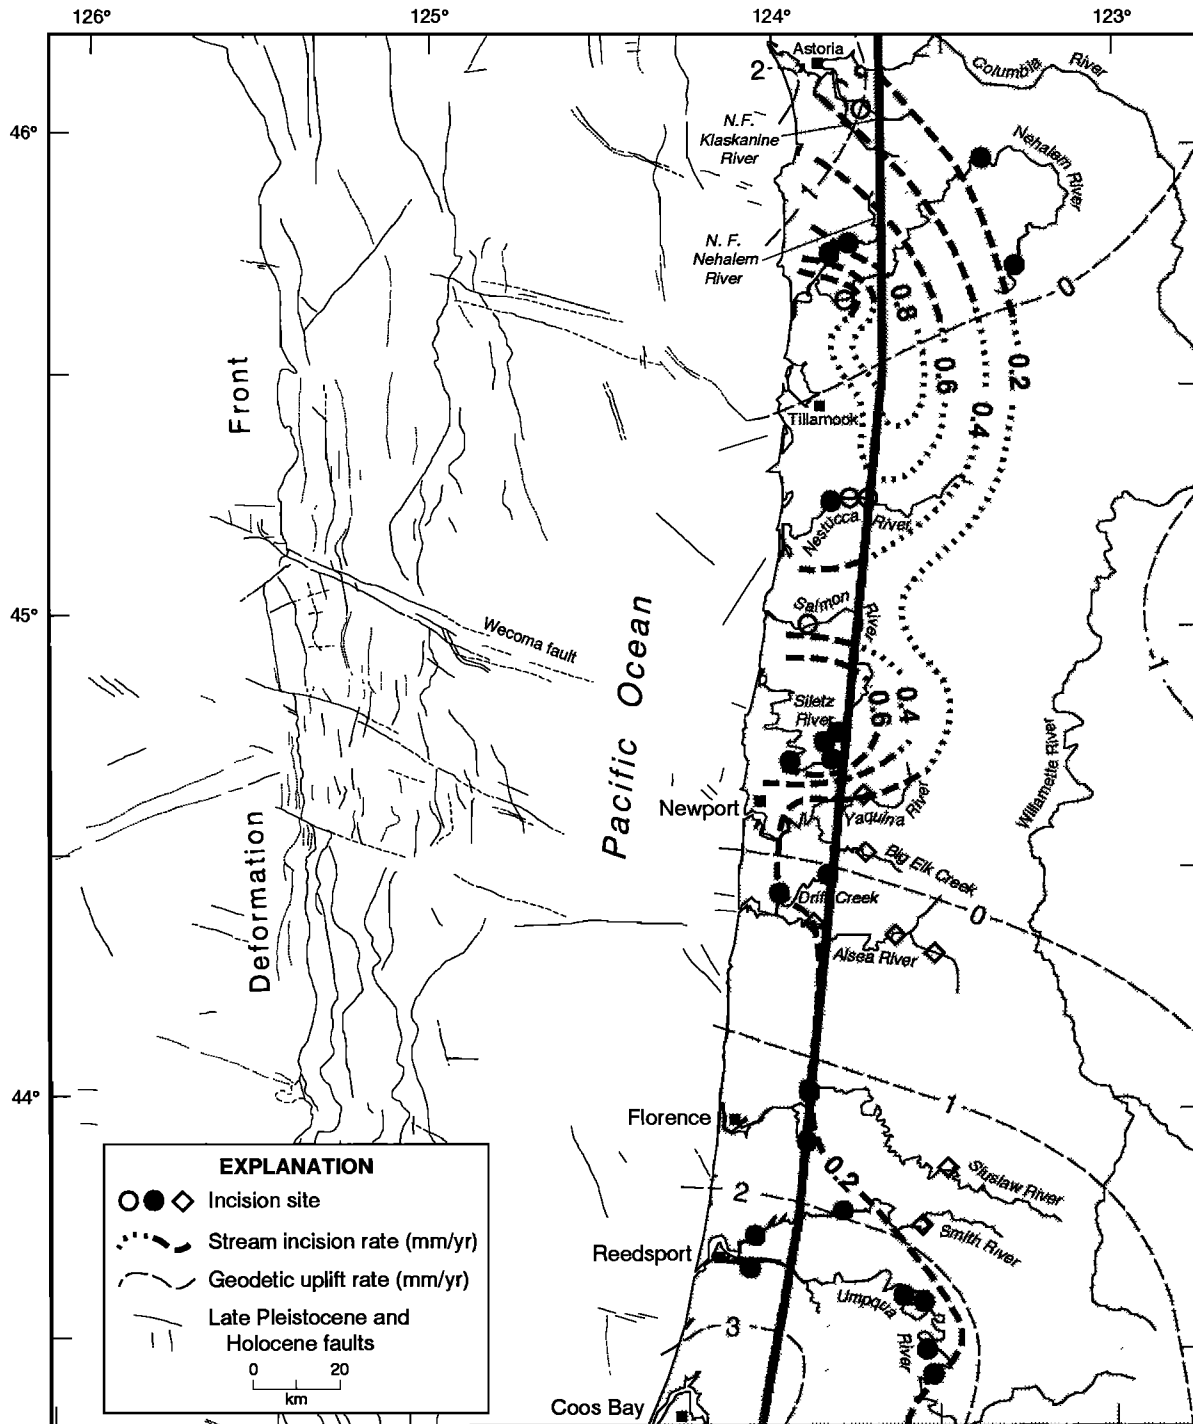 126° 125° 124° 123°
46°
45°
44°
Astoria
2
Columbia River
N.F.
Klaskanine
River
Nehalem River
1
N. F.
Nehalem
River
0
0.8
0.6
0.4
0.2
Tillamook
Front
Nestucca River
Salmon River
Wecoma fault
Pacific Ocean
-1
Siletz
River
0.6
0.4
Willamette River
Newport
Yaquina River
Big Elk Creek
Drift Creek
0
Alsea River
Deformation
1
Florence
0.2
Siuslaw River
2
Smith River
Reedsport
Umpqua River
3
Coos Bay
EXPLANATION
Incision site
Stream incision rate (mm/yr)
Geodetic uplift rate (mm/yr)
Late Pleistocene and
Holocene faults
0 20
km